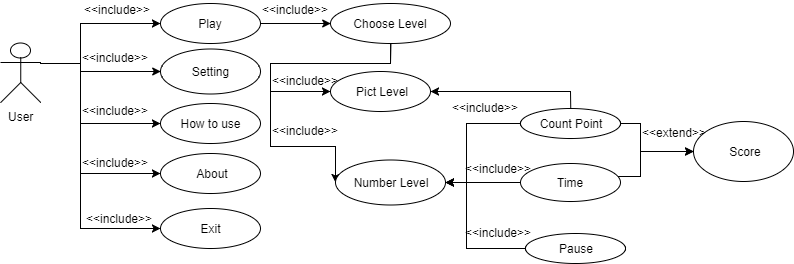 <<include>>
<<include>>
Play
Choose Level
<<include>>
Setting
<<include>>
Pict Level
User
<<include>>
How to use
<<include>>
<<include>>
Count Point
<<extend>>
Score
<<include>>
About
Number Level
<<include>>
Time
<<include>>
Exit
<<include>>
Pause